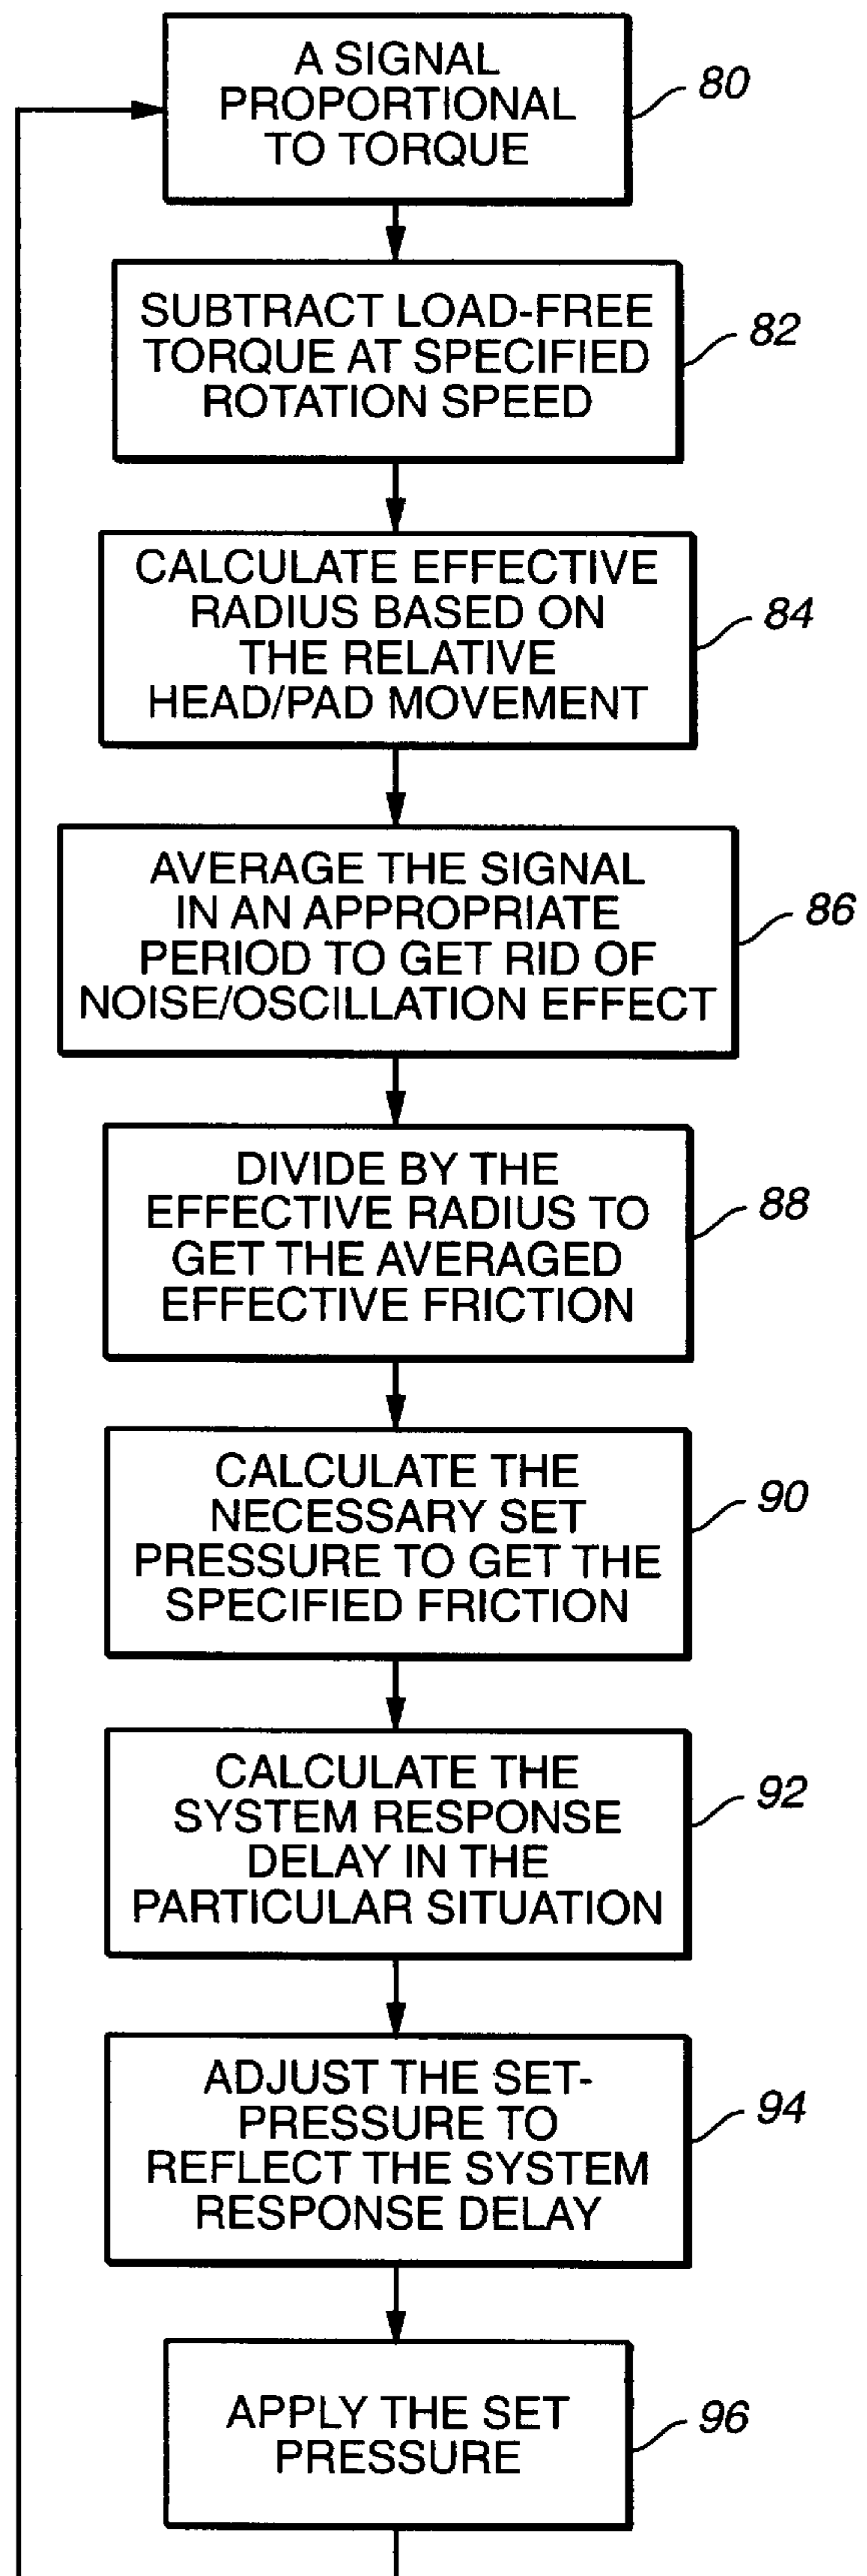 A SIGNAL
PROPORTIONAL
TO TORQUE
80
SUBTRACT LOAD-FREE
TORQUE AT SPECIFIED
ROTATION SPEED
82
CALCULATE EFFECTIVE
RADIUS BASED ON
THE RELATIVE
HEAD/PAD MOVEMENT
84
AVERAGE THE SIGNAL
IN AN APPROPRIATE
PERIOD TO GET RID OF
NOISE/OSCILLATION EFFECT
86
DIVIDE BY THE
EFFECTIVE RADIUS TO
GET THE AVERAGED
EFFECTIVE FRICTION
88
CALCULATE THE
NECESSARY SET
PRESSURE TO GET THE
SPECIFIED FRICTION
90
CALCULATE THE
SYSTEM RESPONSE
DELAY IN THE
PARTICULAR SITUATION
92
ADJUST THE SET-
PRESSURE TO
REFLECT THE SYSTEM
RESPONSE DELAY
94
APPLY THE SET
PRESSURE
96